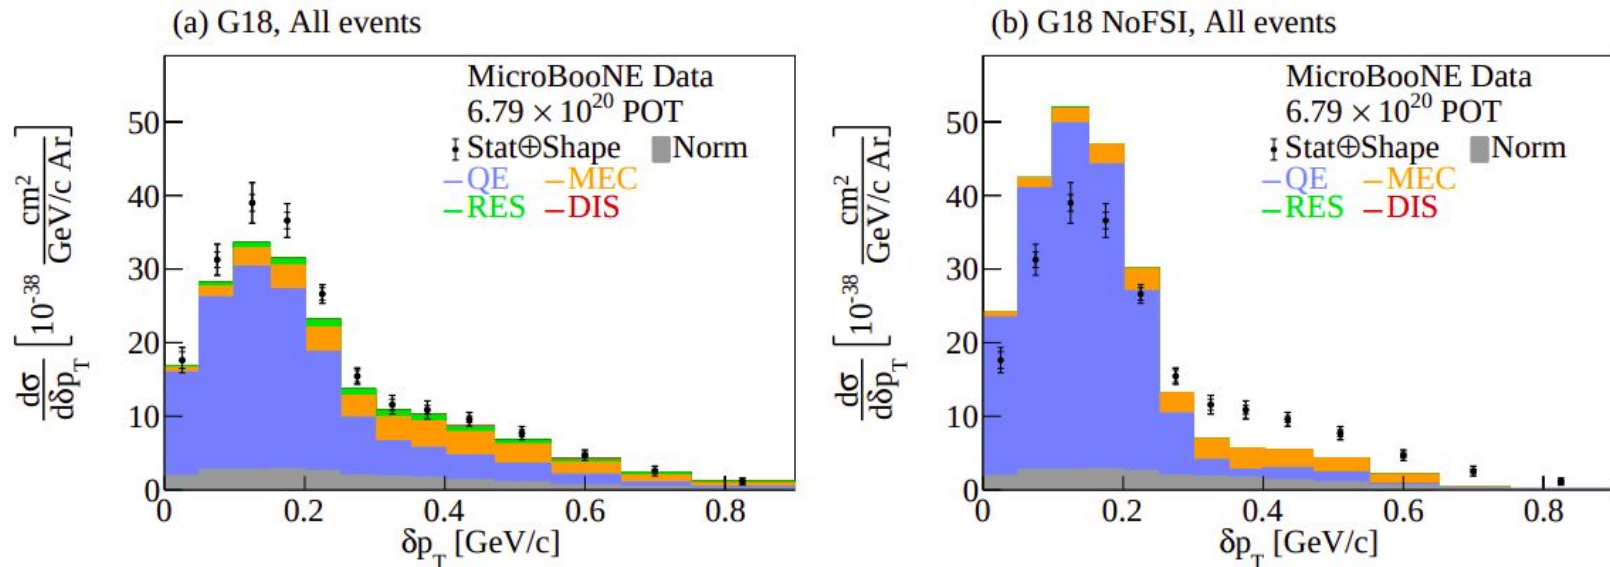 (a) G18, All events
MicroBooNE Data
6.79 × 10²⁰ POT
Stat⊕Shape Norm
QE MEC
RES DIS
dσ/dδp_T [10⁻³⁸ cm²/(GeV/c Ar)]
50
40
30
20
10
0
0 0.2 0.4 0.6 0.8
δp_T [GeV/c]
(b) G18 NoFSI, All events
MicroBooNE Data
6.79 × 10²⁰ POT
Stat⊕Shape Norm
QE MEC
RES DIS
dσ/dδp_T [10⁻³⁸ cm²/(GeV/c Ar)]
50
40
30
20
10
0
0 0.2 0.4 0.6 0.8
δp_T [GeV/c]